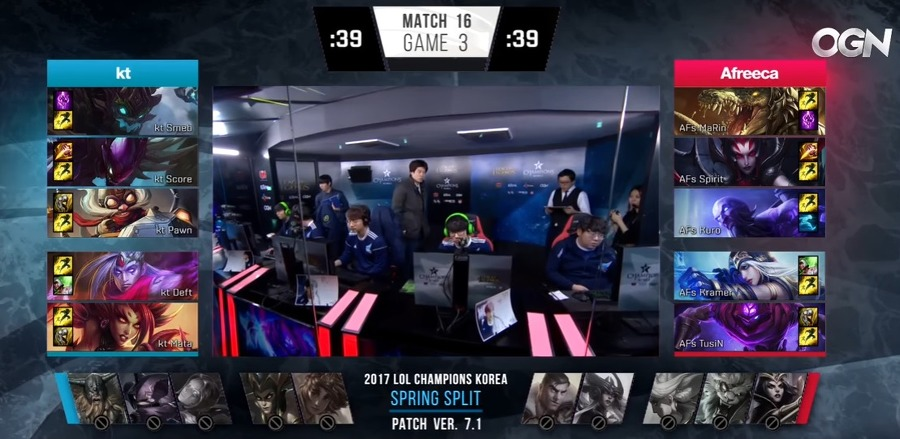 :39
MATCH 16
GAME 3
:39
OGN
kt
Afreeca
kt Smeb
kt Score
kt Pawn
kt Deft
kt Mata
AFs MaRin
AFs Spirit
AFs Kuro
AFs Kramer
AFs TusiN
2017 LOL CHAMPIONS KOREA
SPRING SPLIT
PATCH VER. 7.1